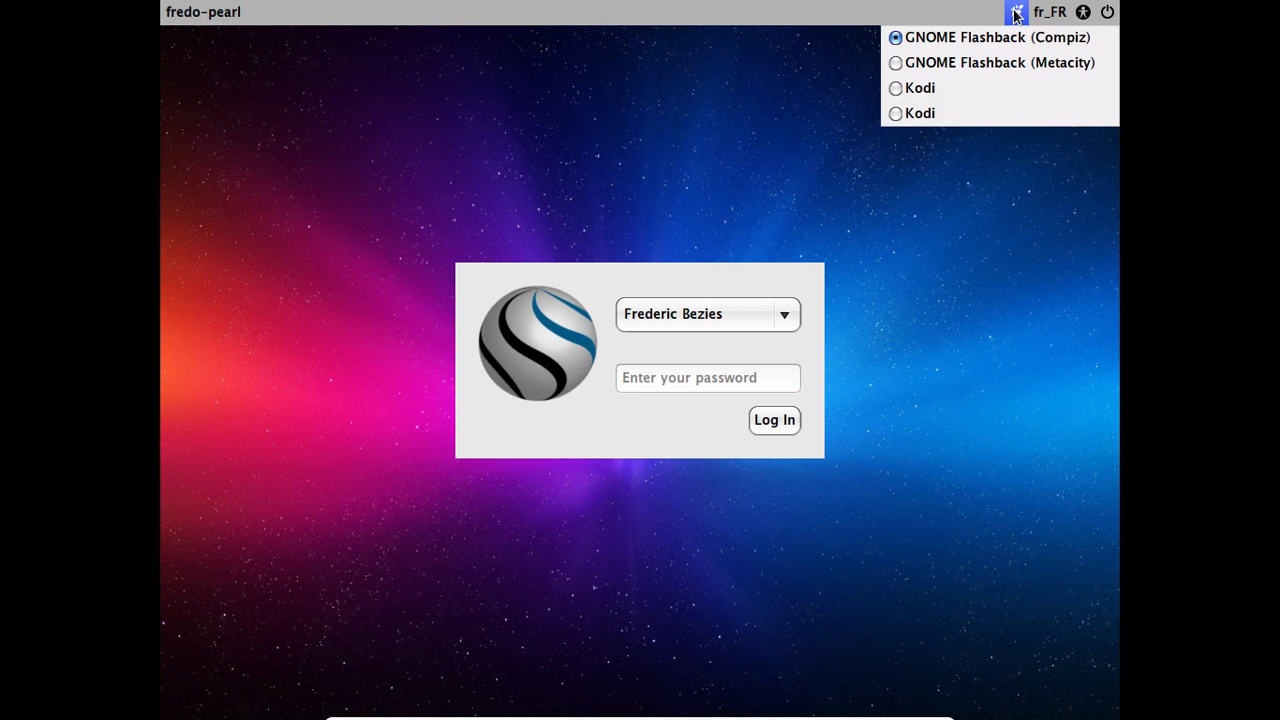 fredo-pearl fr_FR
GNOME Flashback (Compiz)
GNOME Flashback (Metacity)
Kodi
Kodi
Frederic Bezies
Enter your password
Log In